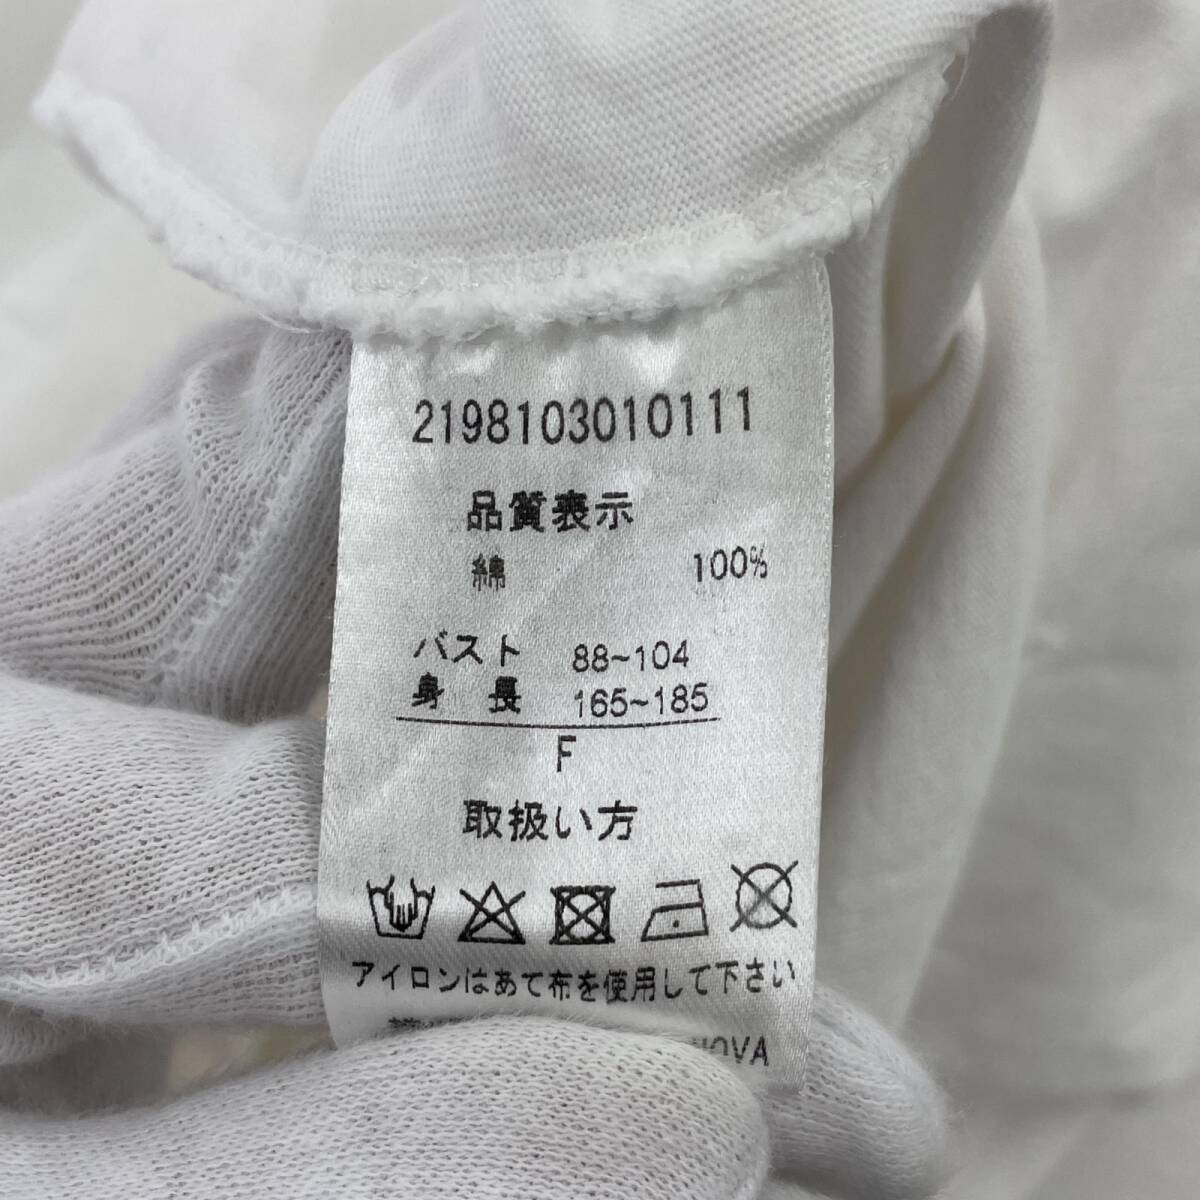 2198103010111
品質表示
綿 100%
バスト 88~104
身長 165~185
F
取扱い方
アイロンはあて布を使用して下さい